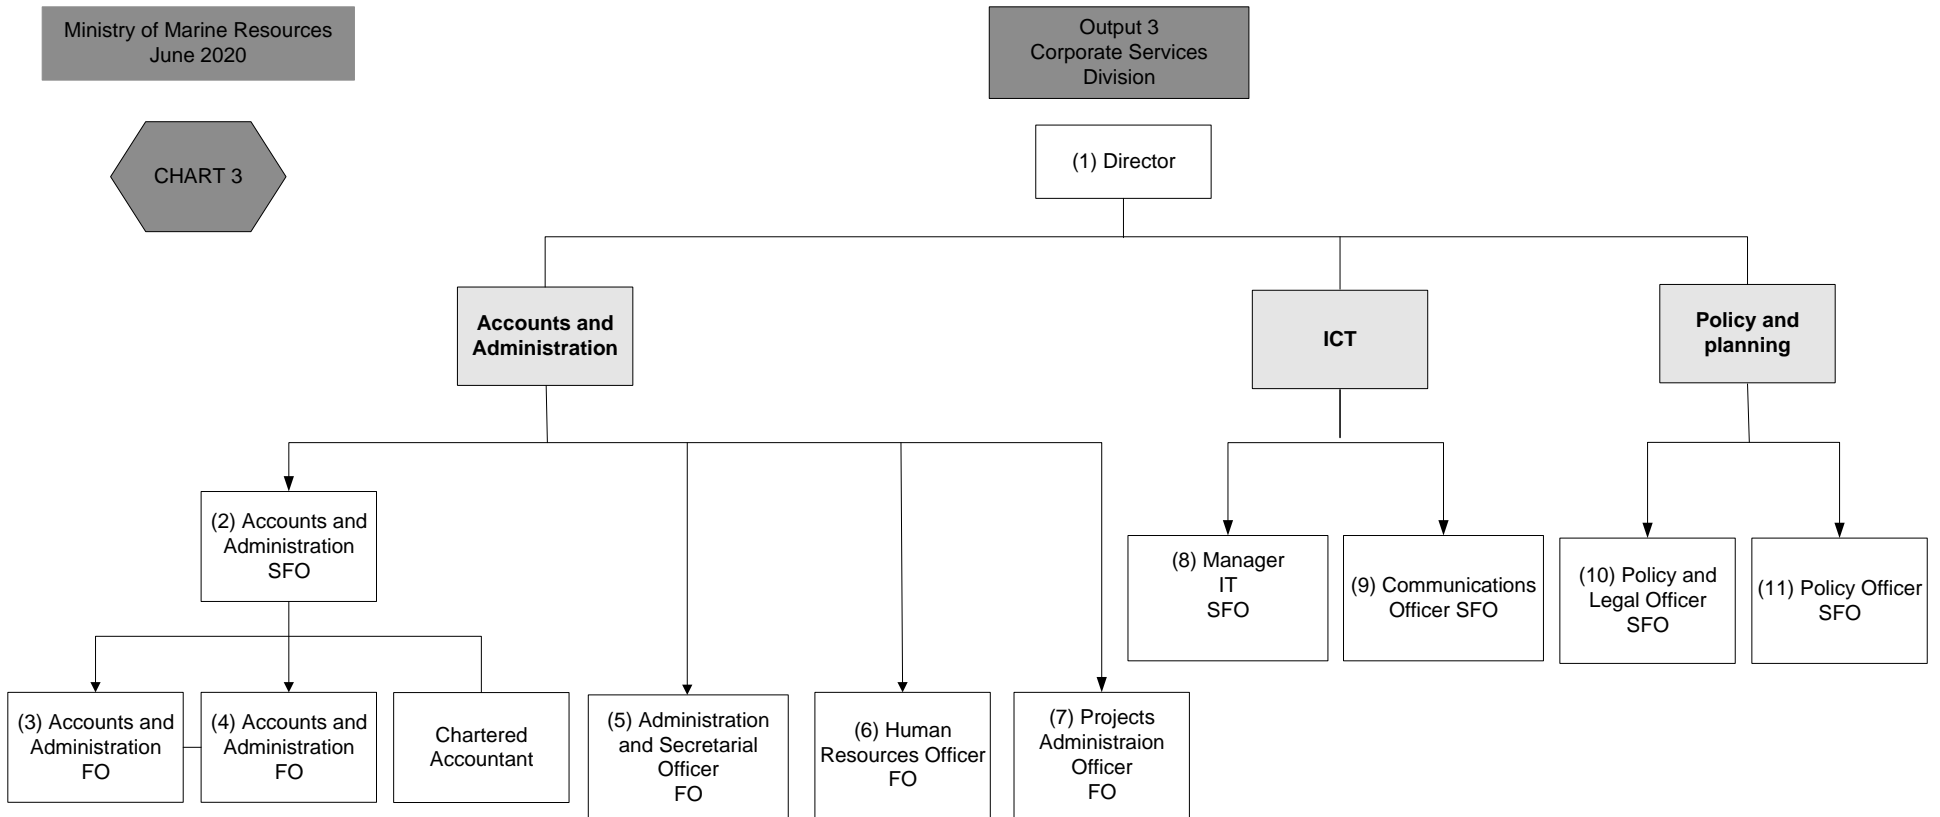 Ministry of Marine Resources
June 2020
Output 3
Corporate Services
Division
CHART 3
(1) Director
Accounts and
Administration
ICT
Policy and
planning
(2) Accounts and
Administration
SFO
(8) Manager
IT
SFO
(9) Communications
Officer SFO
(10) Policy and
Legal Officer
SFO
(11) Policy Officer
SFO
(3) Accounts and
Administration
FO
(4) Accounts and
Administration
FO
Chartered
Accountant
(5) Administration
and Secretarial
Officer
FO
(6) Human
Resources Officer
FO
(7) Projects
Administraion
Officer
FO